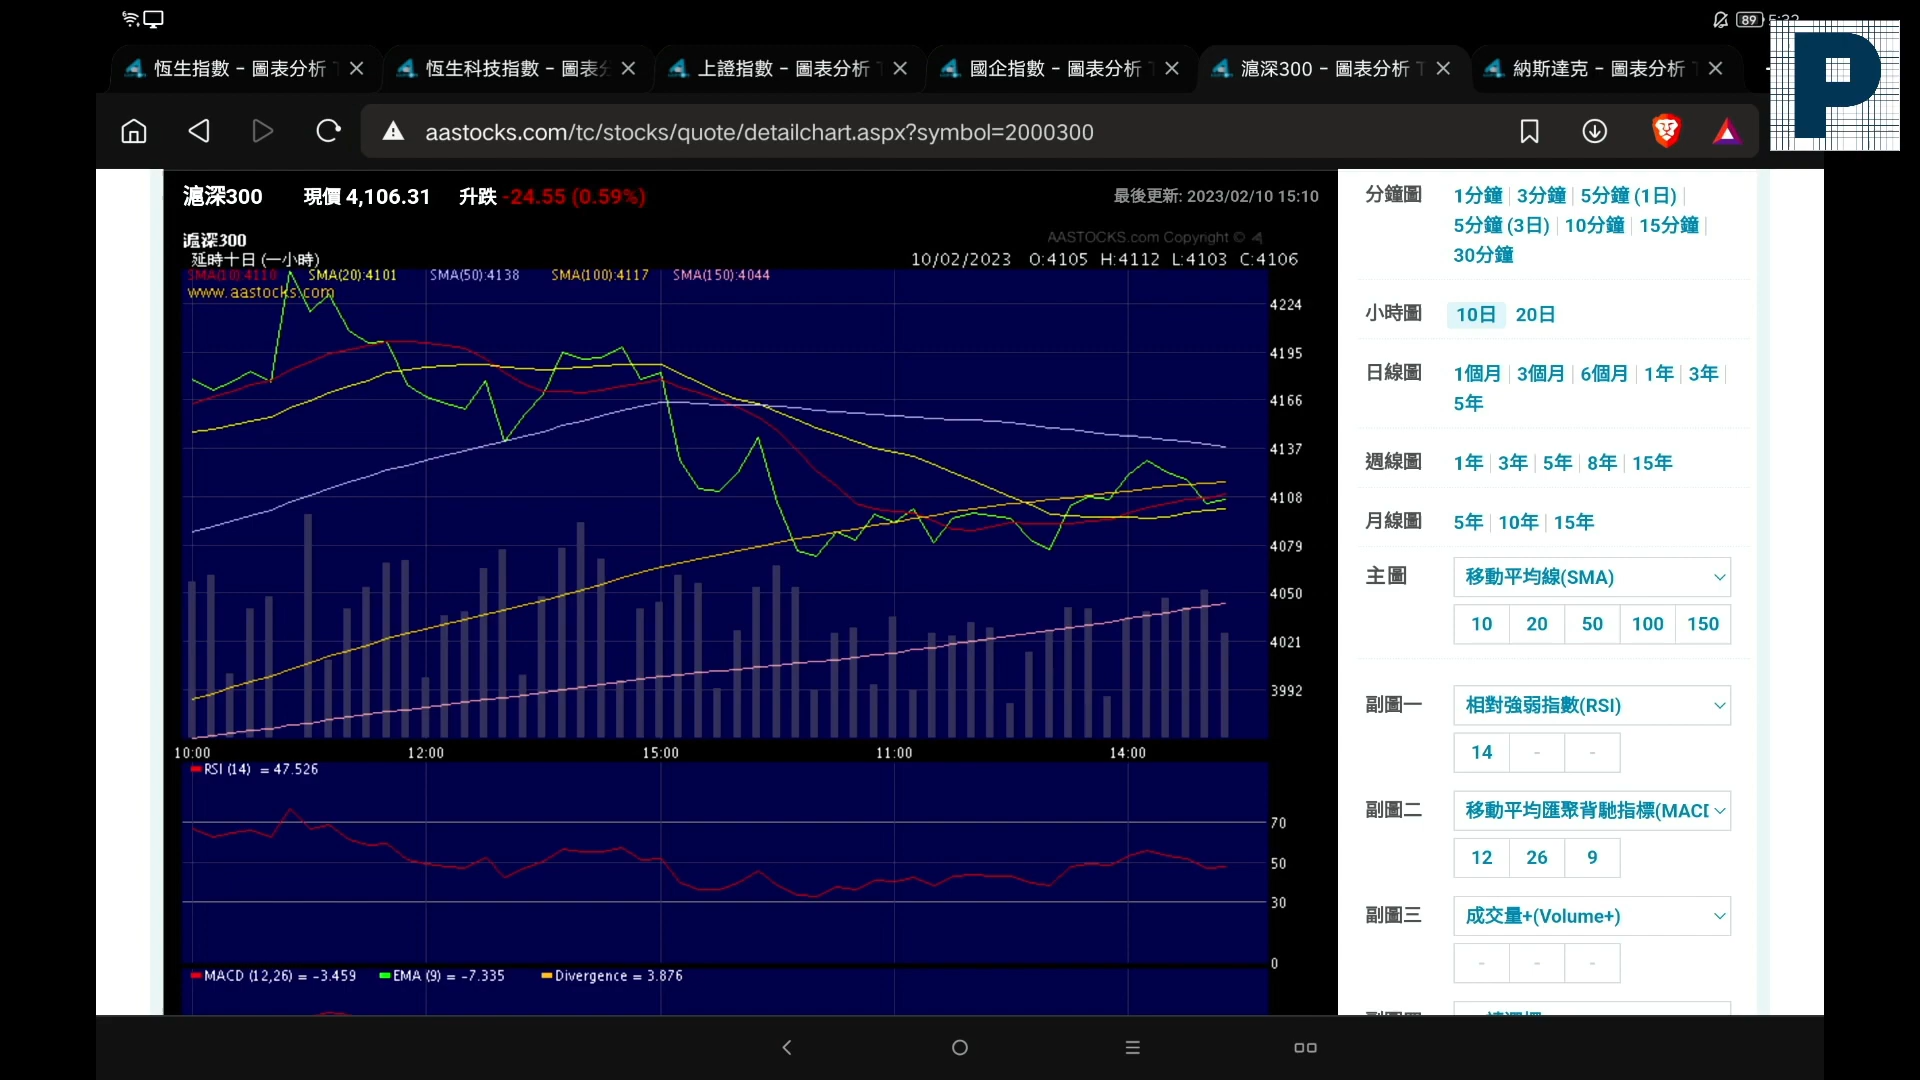 89
恆生指數 - 圖表分析
恆生科技指數 - 圖表
上證指數 - 圖表分析
國企指數 - 圖表分析
滬深300 - 圖表分析
納斯達克 - 圖表分析
aastocks.com/tc/stocks/quote/detailchart.aspx?symbol=2000300
P
滬深300 現價 4,106.31 升跌 -24.55 (0.59%) 最後更新: 2023/02/10 15:10
滬深300
AASTOCKS.com Copyright ©
延時十日 (一小時)
10/02/2023 O:4105 H:4112 L:4103 C:4106
SMA(10):4110 SMA(20):4101 SMA(50):4138 SMA(100):4117 SMA(150):4044
www.aastocks.com
4224
4195
4166
4137
4108
4079
4050
4021
3992
10:00 12:00 15:00 11:00 14:00
RSI (14) = 47.526
70
50
30
0
MACD (12,26) = -3.459 EMA (9) = -7.335 Divergence = 3.876
分鐘圖 1分鐘 3分鐘 5分鐘 (1日)
5分鐘 (3日) 10分鐘 15分鐘
30分鐘
小時圖 10日 20日
日線圖 1個月 3個月 6個月 1年 3年
5年
週線圖 1年 3年 5年 8年 15年
月線圖 5年 10年 15年
主圖 移動平均線(SMA)
10 20 50 100 150
副圖一 相對強弱指數(RSI)
14 - -
副圖二 移動平均匯聚背馳指標(MAC
12 26 9
副圖三 成交量+(Volume+)
- - -